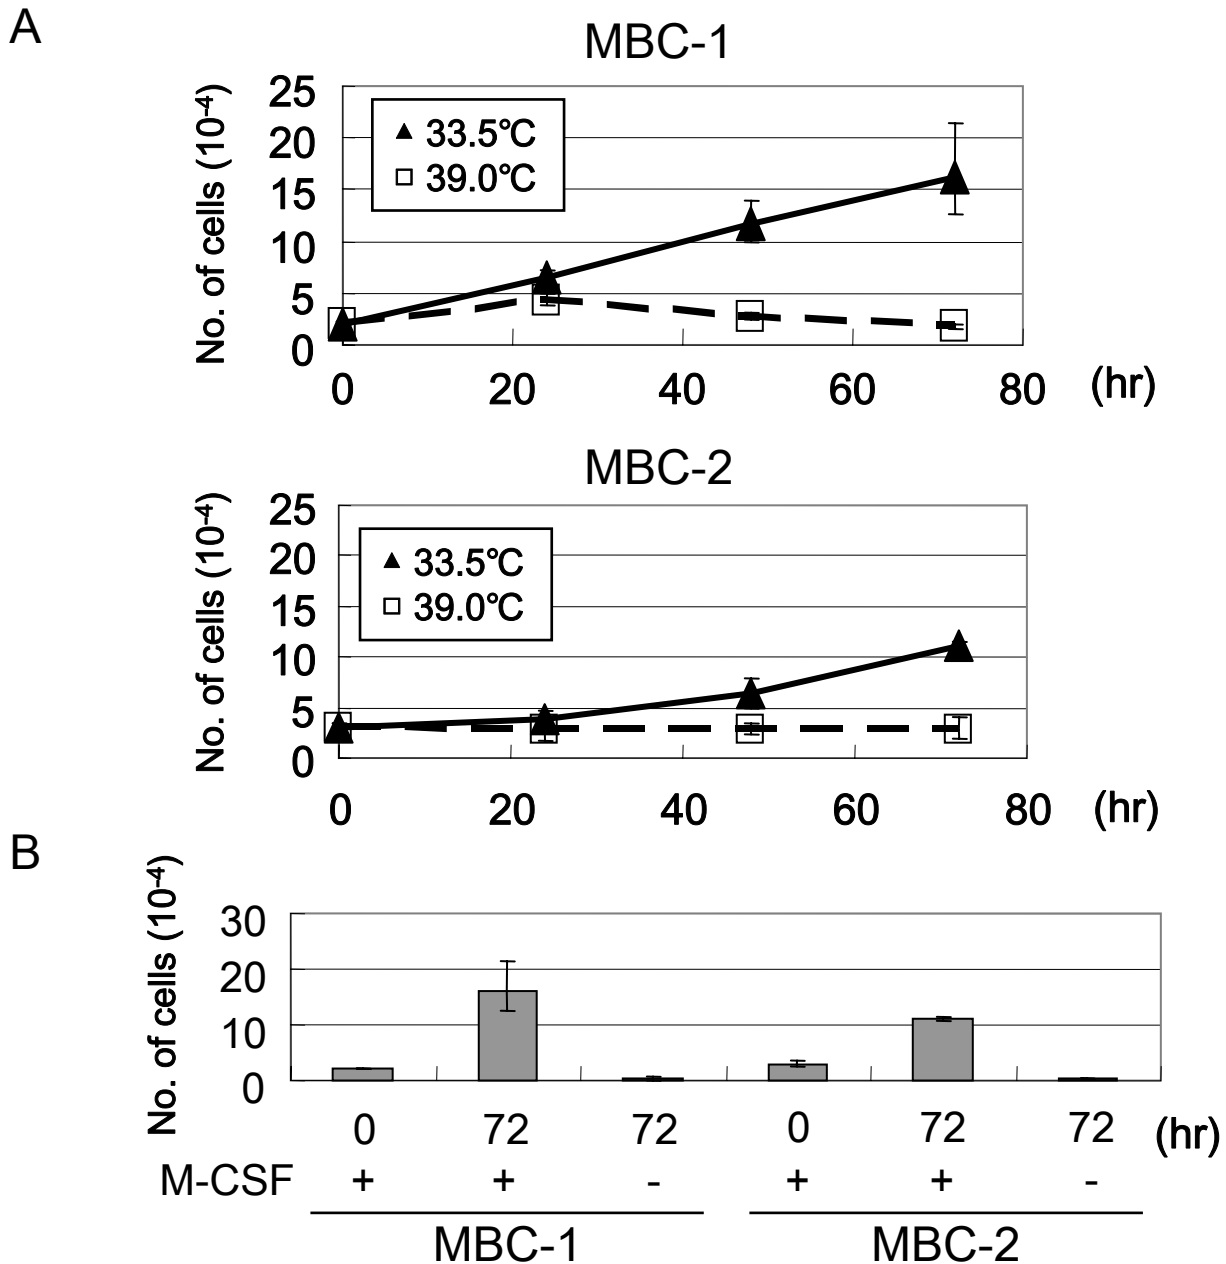 A
MBC-1
No. of cells (10-4)
25
20
15
10
5
0
33.5℃
39.0℃
0 20 40 60 80 (hr)
MBC-2
No. of cells (10-4)
25
20
15
10
5
0
33.5℃
39.0℃
0 20 40 60 80 (hr)
B
No. of cells (10-4)
30
20
10
0
0 72 72 0 72 72 (hr)
M-CSF + + - + + -
MBC-1 MBC-2